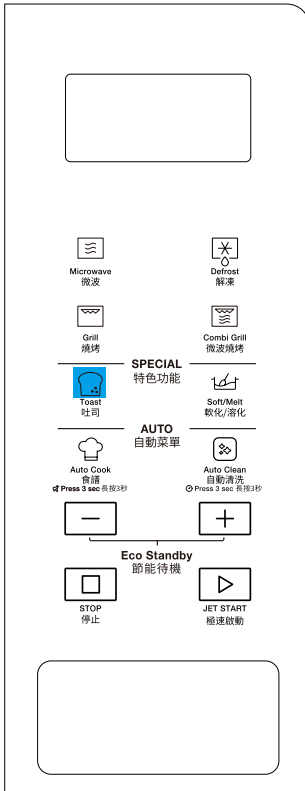 Microwave
微波
Defrost
解凍
Grill
燒烤
Combi Grill
微波燒烤
SPECIAL
特色功能
Toast
吐司
Soft/Melt
軟化/溶化
AUTO
自動菜單
Auto Cook
食譜
Press 3 sec 長按3秒
Auto Clean
自動清洗
Press 3 sec 長按3秒
Eco Standby
節能待機
STOP
停止
JET START
極速啟動